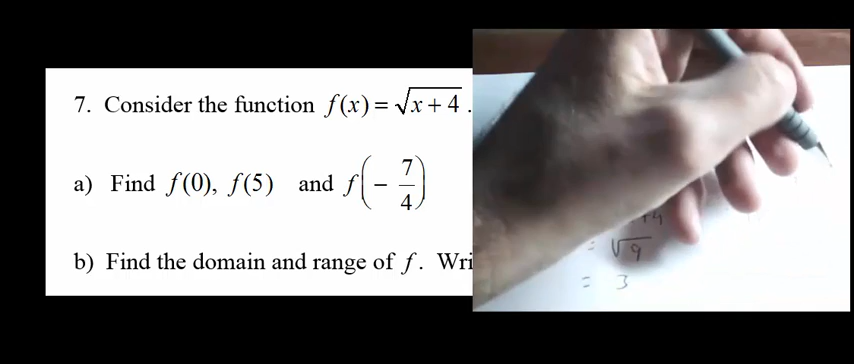 7. Consider the function f(x) = √x + 4 .
a) Find f(0), f(5) and f(− 7/4)
b) Find the domain and range of f. Wri
+4
= √9
= 3